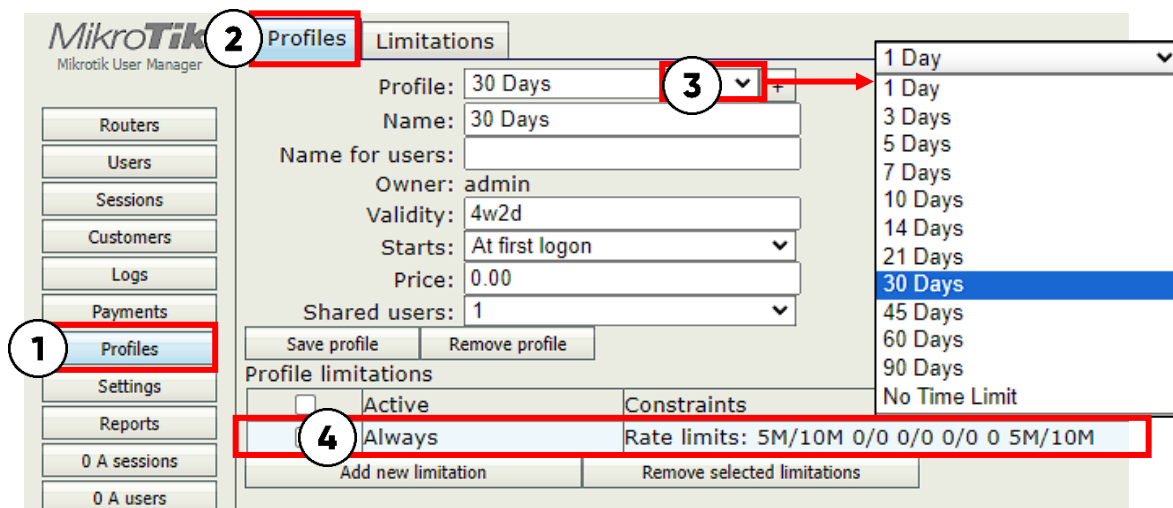 MikroTik
Mikrotik User Manager
Routers
Users
Sessions
Customers
Logs
Payments
1
Profiles
Settings
Reports
0 A sessions
0 A users
2
Profiles
Limitations
Profile: 30 Days
3
+
Name: 30 Days
Name for users:
Owner: admin
Validity: 4w2d
Starts: At first logon
Price: 0.00
Shared users: 1
Save profile
Remove profile
Profile limitations
Active Constraints
4
Always Rate limits: 5M/10M 0/0 0/0 0/0 0 5M/10M
Add new limitation
Remove selected limitations
1 Day
1 Day
3 Days
5 Days
7 Days
10 Days
14 Days
21 Days
30 Days
45 Days
60 Days
90 Days
No Time Limit